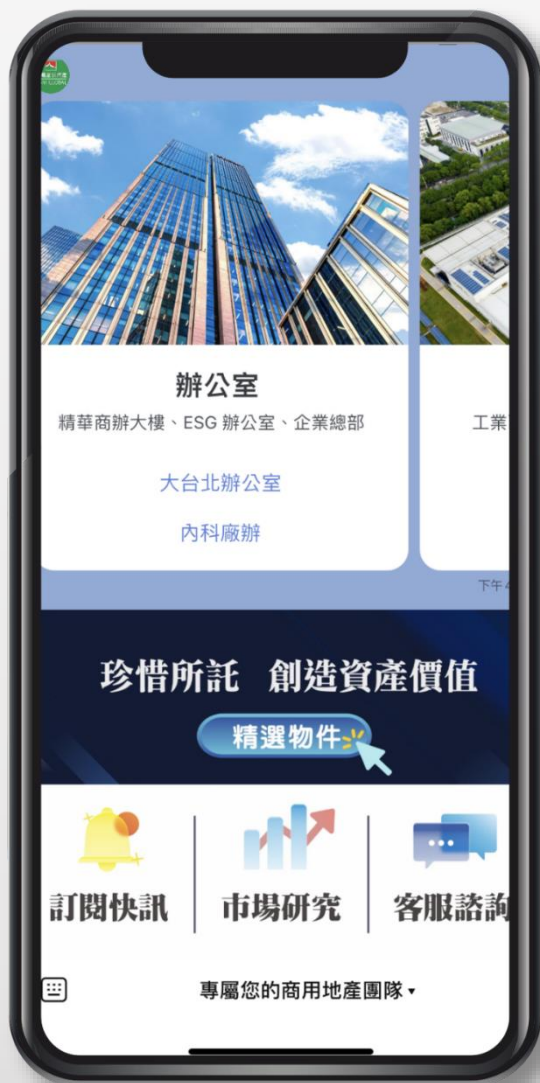 辦公室
精華商辦大樓、ESG 辦公室、企業總部
工業
大台北辦公室
內科廠辦
下午
珍惜所託 創造資產價值
精選物件
訂閱快訊
市場研究
客服諮詢
專屬您的商用地產團隊 ▾